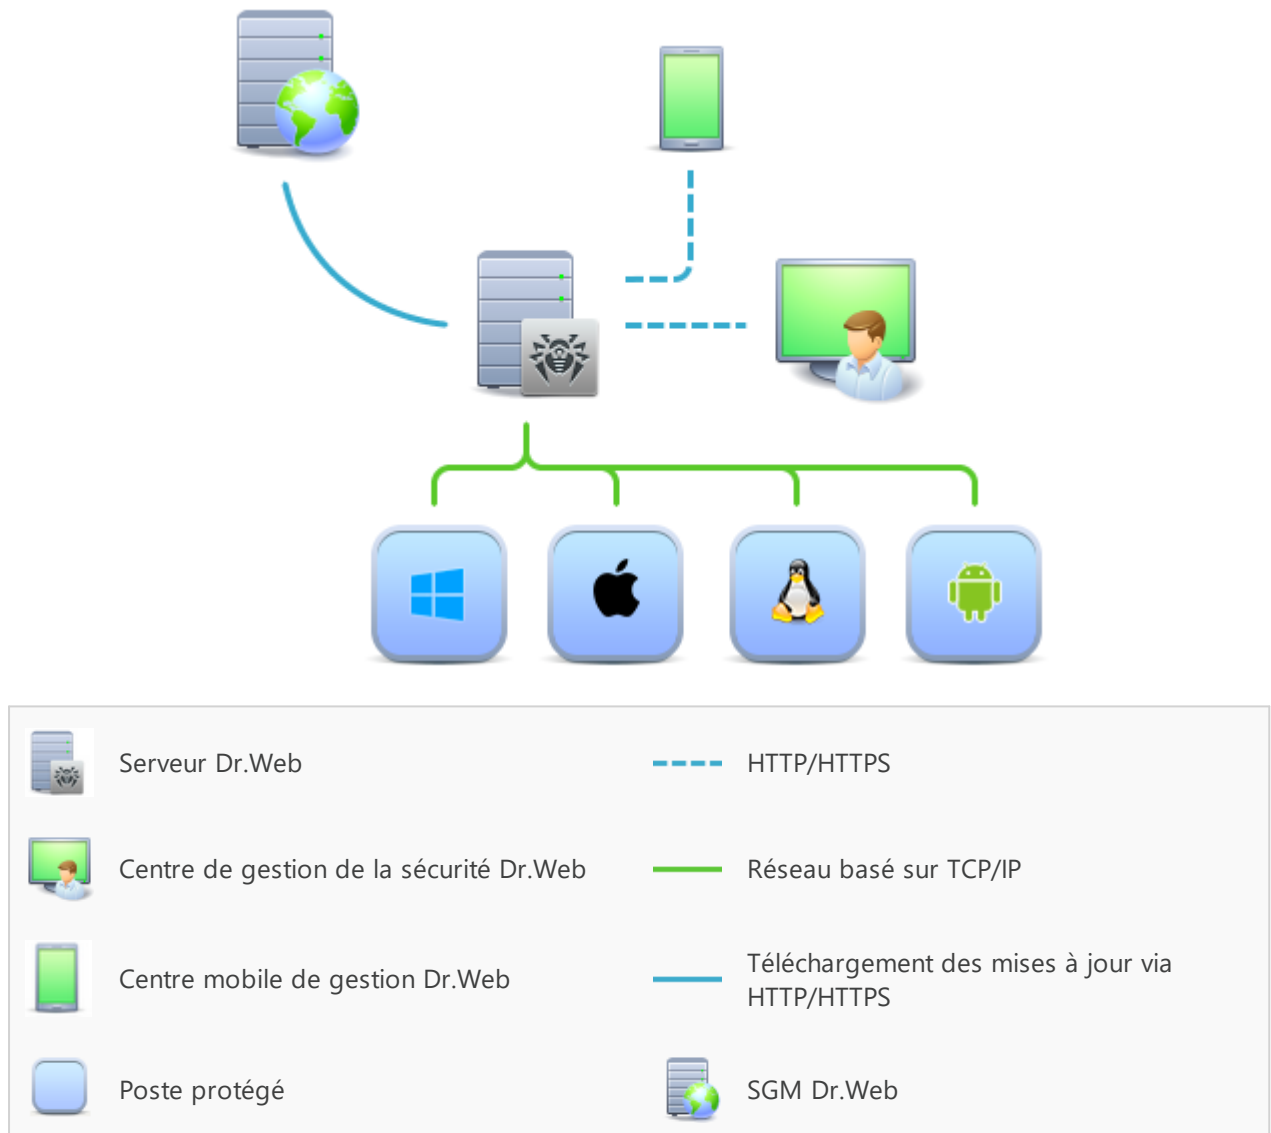 Serveur Dr.Web
HTTP/HTTPS
Centre de gestion de la sécurité Dr.Web
Réseau basé sur TCP/IP
Centre mobile de gestion Dr.Web
Téléchargement des mises à jour via
HTTP/HTTPS
Poste protégé
SGM Dr.Web